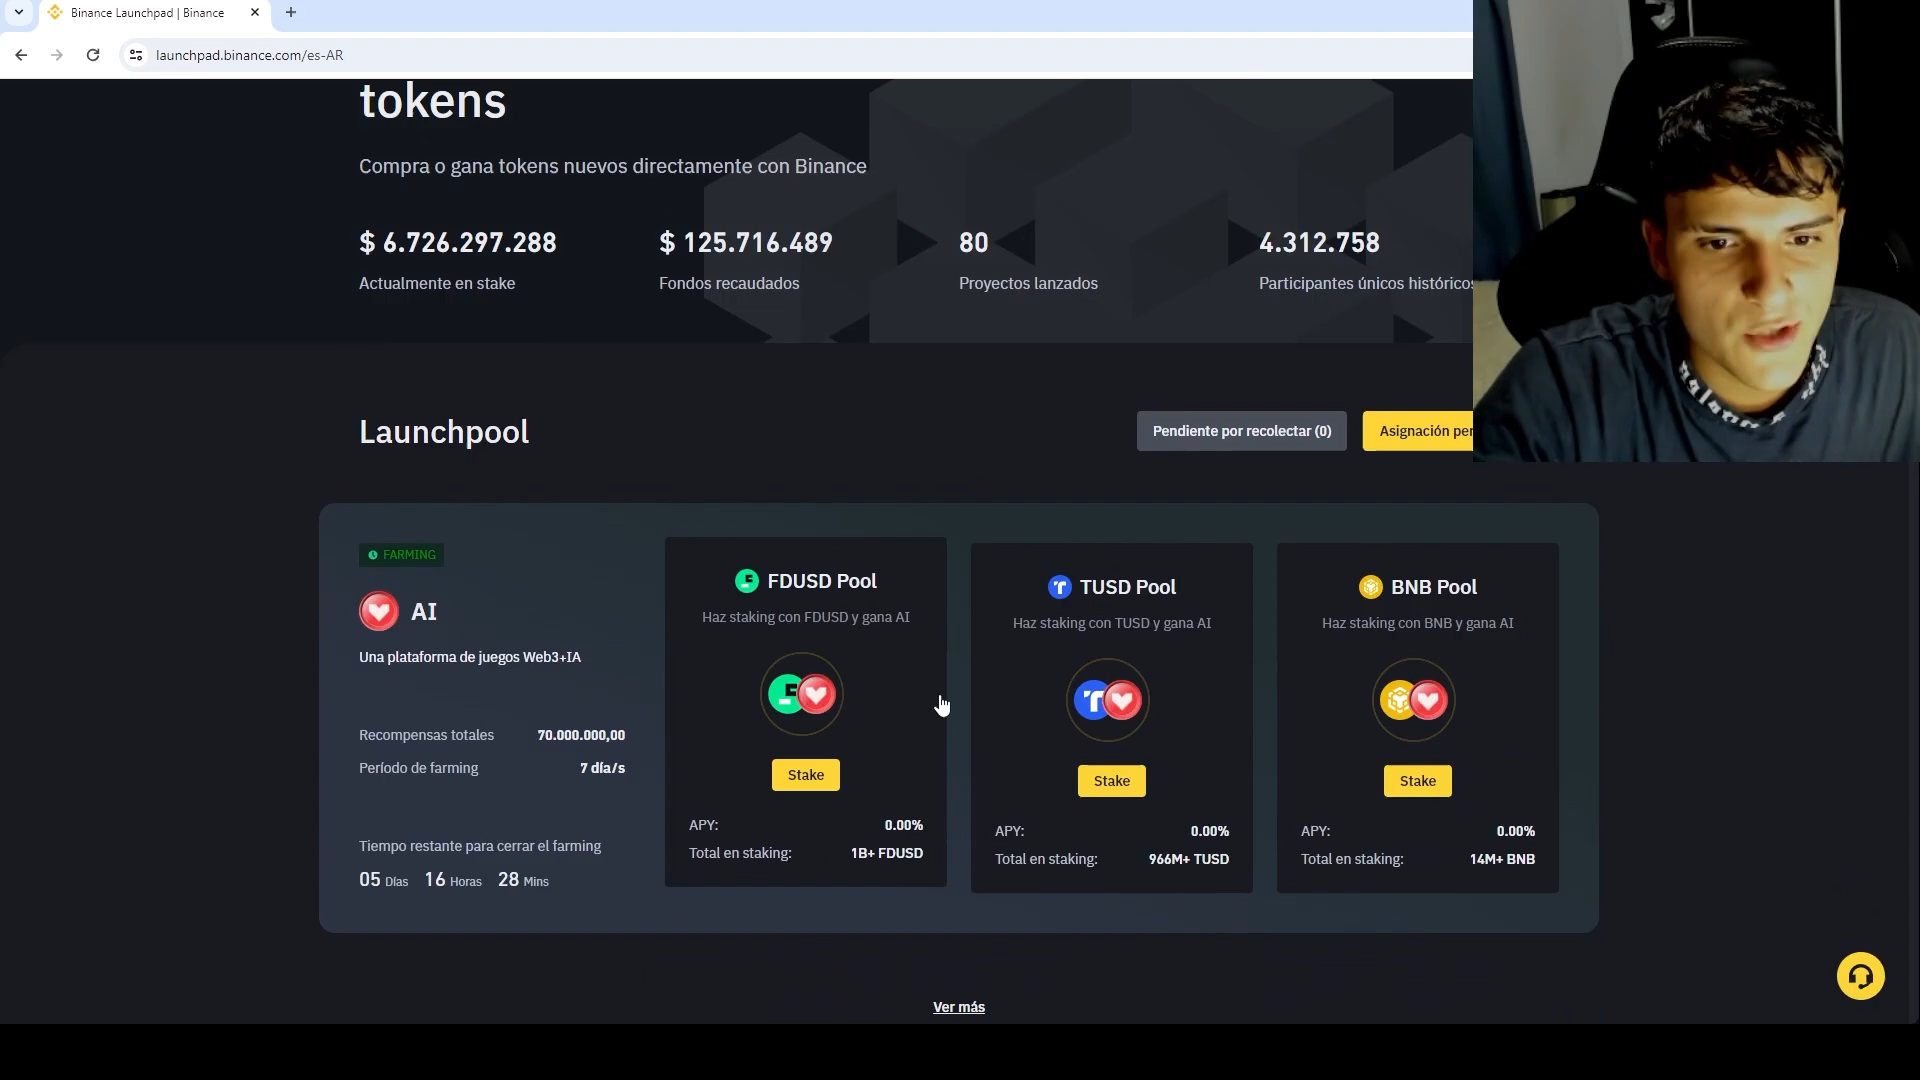 Binance Launchpad | Binance
launchpad.binance.com/es-AR
tokens
Compra o gana tokens nuevos directamente con Binance
$ 6.726.297.288
Actualmente en stake
$ 125.716.489
Fondos recaudados
80
Proyectos lanzados
4.312.758
Participantes únicos históricos
Launchpool
Pendiente por recolectar (0)
Asignación per
FARMING
AI
Una plataforma de juegos Web3+IA
Recompensas totales 70.000.000,00
Período de farming 7 día/s
Tiempo restante para cerrar el farming
05 Días 16 Horas 28 Mins
FDUSD Pool
Haz staking con FDUSD y gana AI
Stake
APY: 0.00%
Total en staking: 1B+ FDUSD
TUSD Pool
Haz staking con TUSD y gana AI
Stake
APY: 0.00%
Total en staking: 966M+ TUSD
BNB Pool
Haz staking con BNB y gana AI
Stake
APY: 0.00%
Total en staking: 14M+ BNB
Ver más